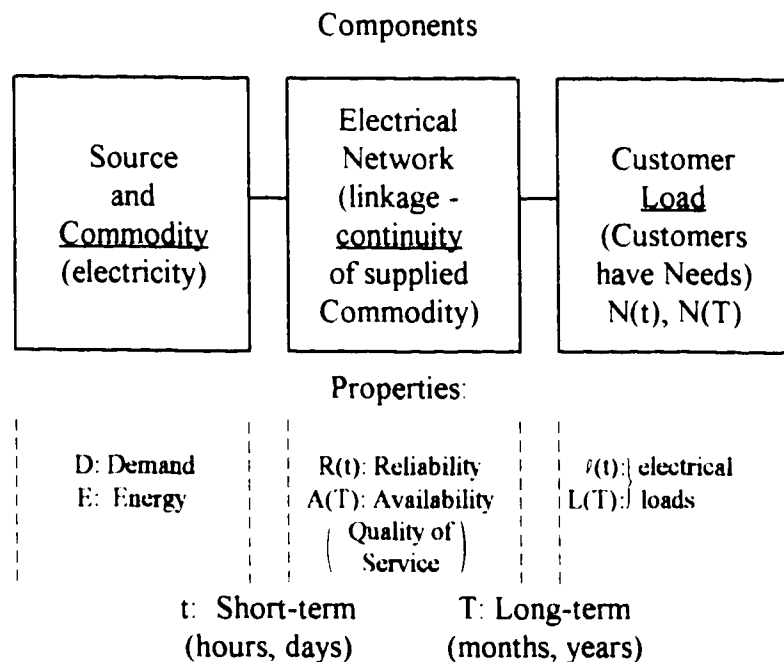 Components
Source
and
Commodity
(electricity)
Electrical
Network
(linkage -
continuity
of supplied
Commodity)
Customer
Load
(Customers
have Needs)
N(t), N(T)
Properties:
D: Demand
E: Energy
R(t): Reliability
A(T): Availability
( Quality of
Service )
ℓ(t): } electrical
L(T): } loads
t: Short-term
(hours, days)
T: Long-term
(months, years)